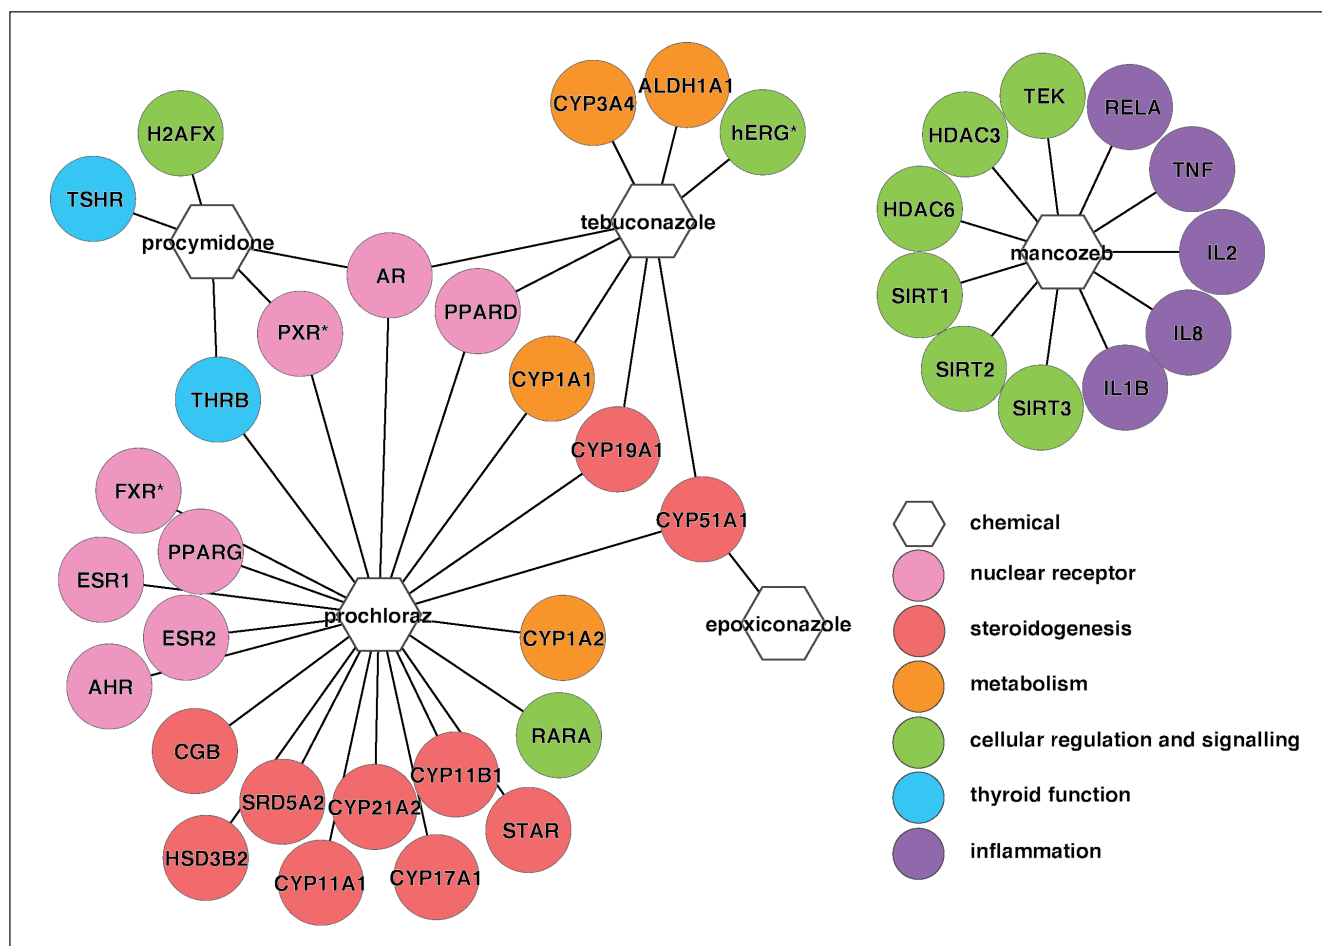 CYP3A4
ALDH1A1
hERG*
H2AFX
TSHR
procymidone
tebuconazole
AR
PPARD
PXR*
CYP1A1
THRB
CYP19A1
CYP51A1
FXR*
PPARG
ESR1
ESR2
AHR
prochloraz
epoxiconazole
CYP1A2
RARA
CGB
SRD5A2
CYP21A2
CYP11B1
STAR
HSD3B2
CYP11A1
CYP17A1
TEK
RELA
HDAC3
TNF
HDAC6
mancozeb
IL2
SIRT1
IL8
SIRT2
IL1B
SIRT3
chemical
nuclear receptor
steroidogenesis
metabolism
cellular regulation and signalling
thyroid function
inflammation